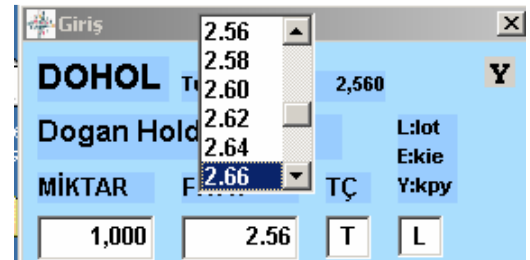 Giriş
2.56
2.58
2.60
2.62
2.64
2.66
DOHOL
2,560
Y
Dogan
L:lot
E:kie
Y:kpy
MİKTAR
TÇ
1,000
2.56
T
L